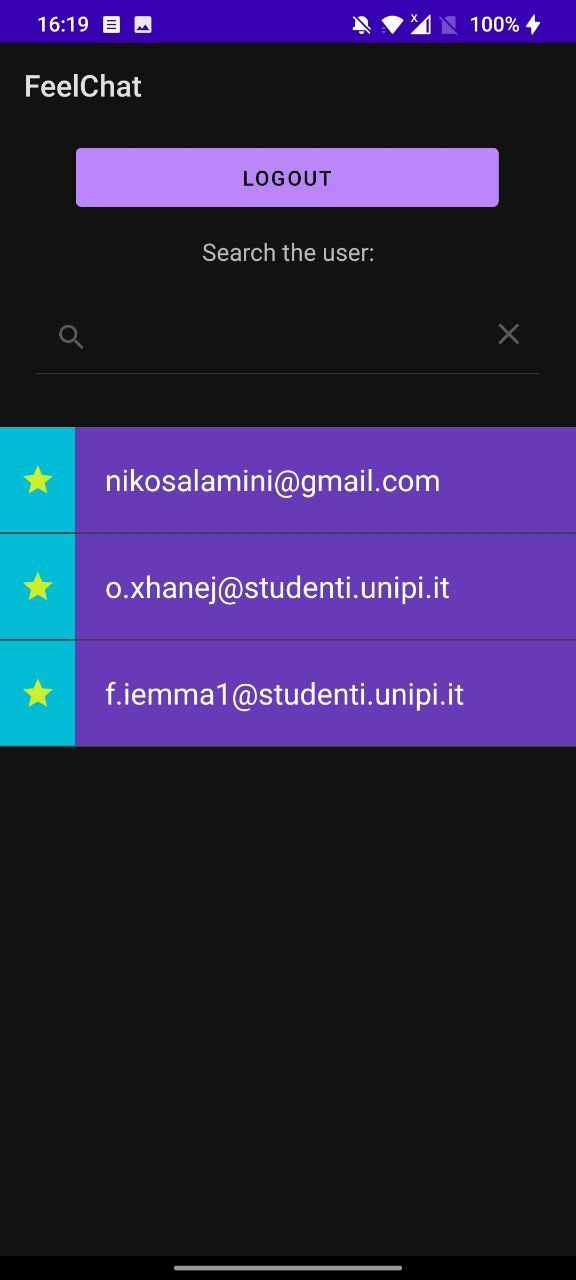 16:19 100%
FeelChat
LOGOUT
Search the user:
nikosalamini@gmail.com
o.xhanej@studenti.unipi.it
f.iemma1@studenti.unipi.it